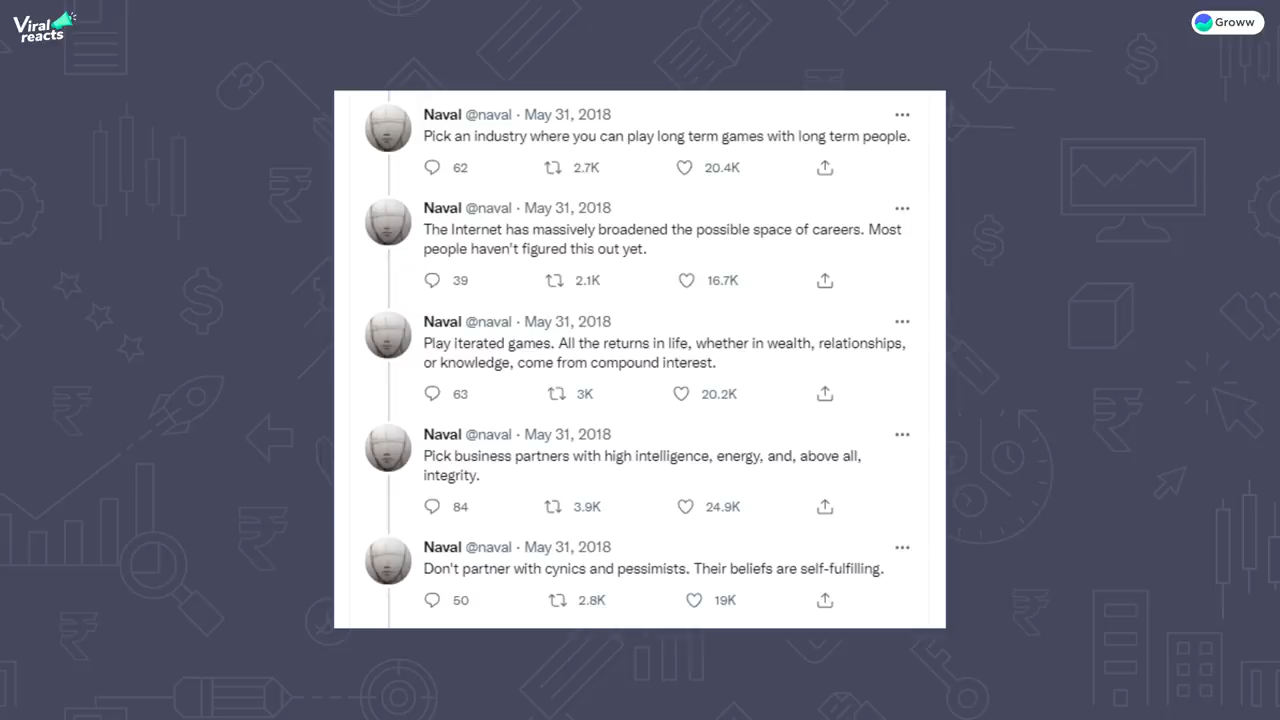 Viral
reacts
Groww
Naval @naval · May 31, 2018
Pick an industry where you can play long term games with long term people.
62 2.7K 20.4K
Naval @naval · May 31, 2018
The Internet has massively broadened the possible space of careers. Most
people haven't figured this out yet.
39 2.1K 16.7K
Naval @naval · May 31, 2018
Play iterated games. All the returns in life, whether in wealth, relationships,
or knowledge, come from compound interest.
63 3K 20.2K
Naval @naval · May 31, 2018
Pick business partners with high intelligence, energy, and, above all,
integrity.
84 3.9K 24.9K
Naval @naval · May 31, 2018
Don't partner with cynics and pessimists. Their beliefs are self-fulfilling.
50 2.8K 19K